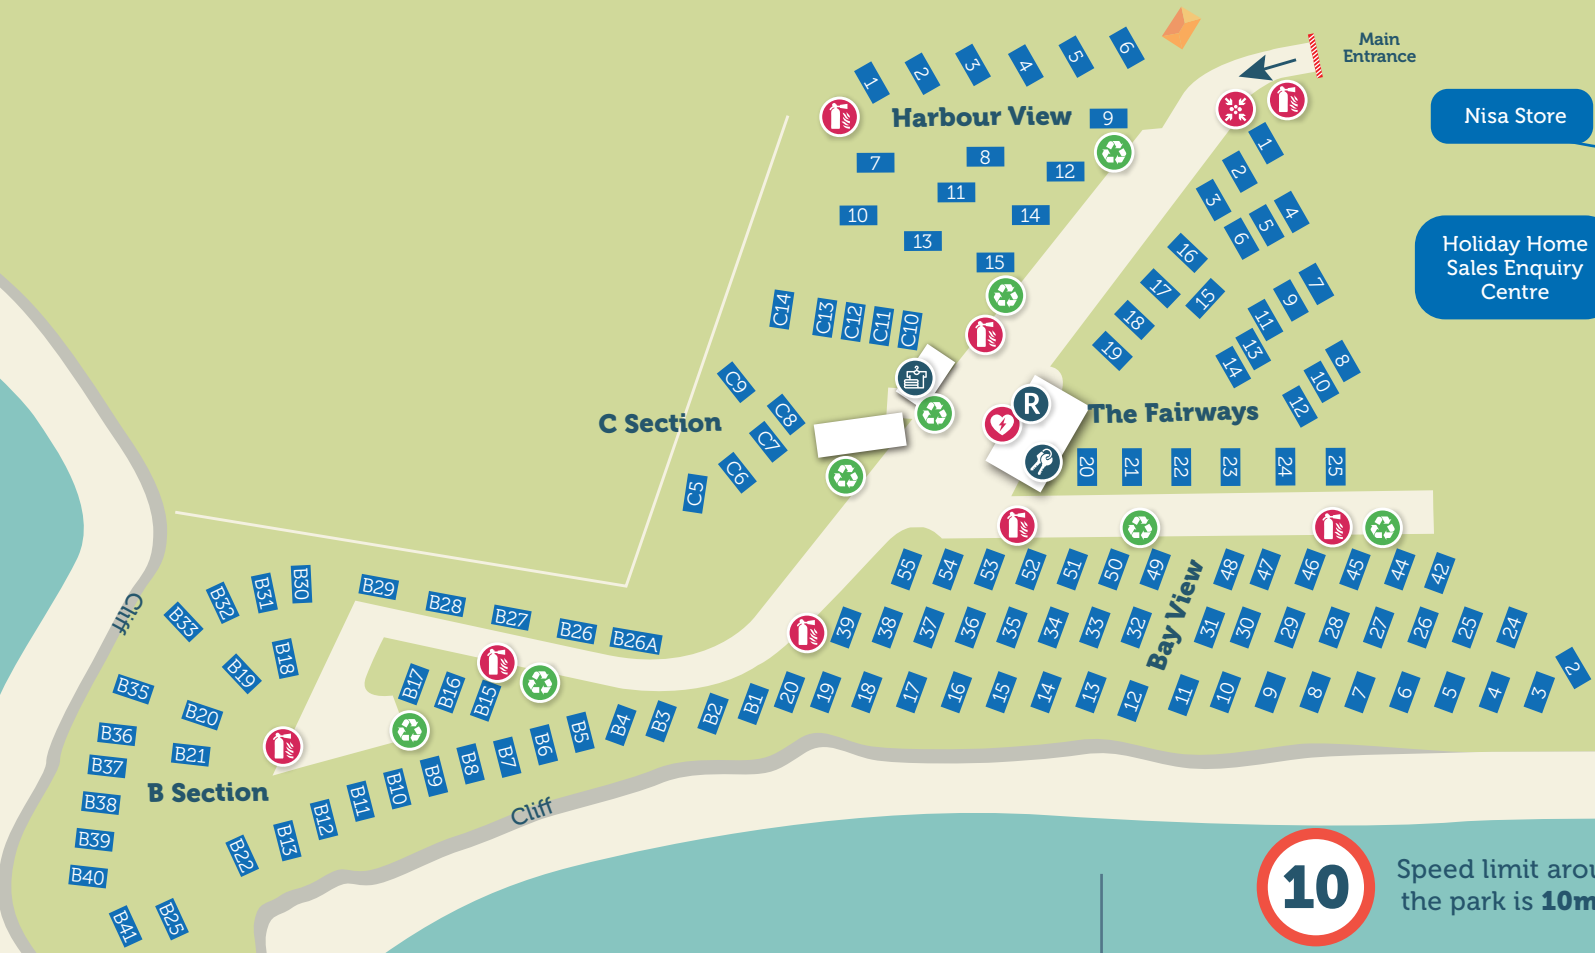 Main
Entrance
Nisa Store
Holiday Home
Sales Enquiry
Centre
1
2
3
4
5
6
Harbour View
9
7
8
12
11
10
14
13
15
1
2
3
4
5
6
16
17
15
18
19
7
9
11
13
14
8
10
12
The Fairways
R
20
21
22
23
24
25
C14
C13
C12
C11
C10
C9
C8
C7
C6
C5
C Section
55
54
53
52
51
50
49
48
47
46
45
44
42
Bay View
39
38
37
36
35
34
33
32
31
30
29
28
27
26
25
24
20
19
18
17
16
15
14
13
12
11
10
9
8
7
6
5
4
3
2
Cliff
B33
B32
B31
B30
B29
B28
B27
B26
B26A
B19
B18
B17
B16
B15
B35
B20
B36
B21
B37
B Section
B38
B39
B40
B41
B25
B22
B13
B12
B11
B10
B9
B8
B7
B6
B5
B4
B3
B2
B1
Cliff
10
Speed limit arou
the park is 10m